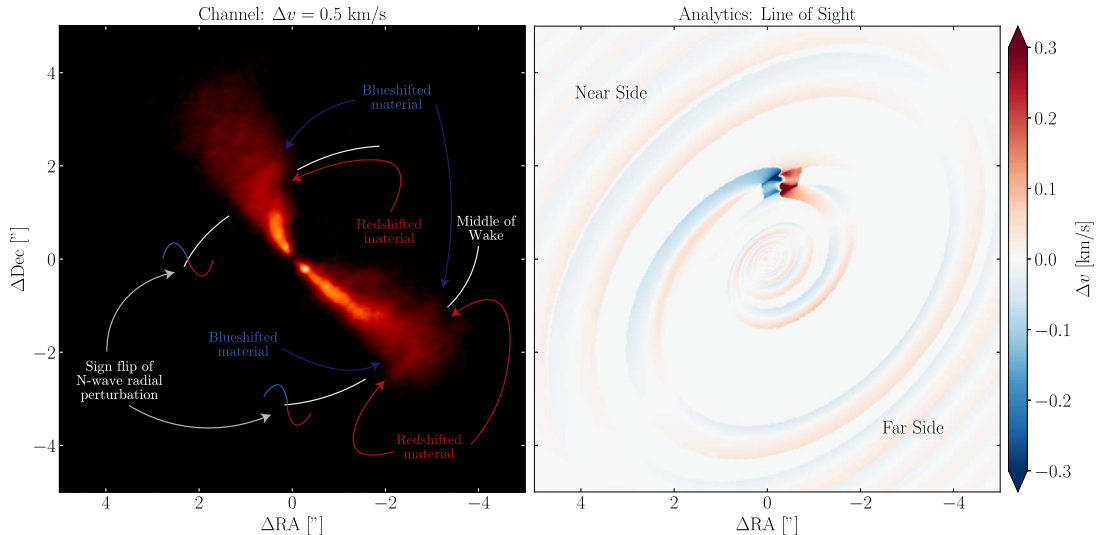 Channel: Δv = 0.5 km/s
4
2
0
−2
−4
ΔDec ["]
4
2
0
−2
−4
ΔRA ["]
Blueshifted
material
Redshifted
material
Middle of
Wake
Blueshifted
material
Sign flip of
N-wave radial
perturbation
Redshifted
material
Analytics: Line of Sight
Near Side
Far Side
4
2
0
−2
−4
ΔRA ["]
0.3
0.2
0.1
0.0
−0.1
−0.2
−0.3
Δv [km/s]